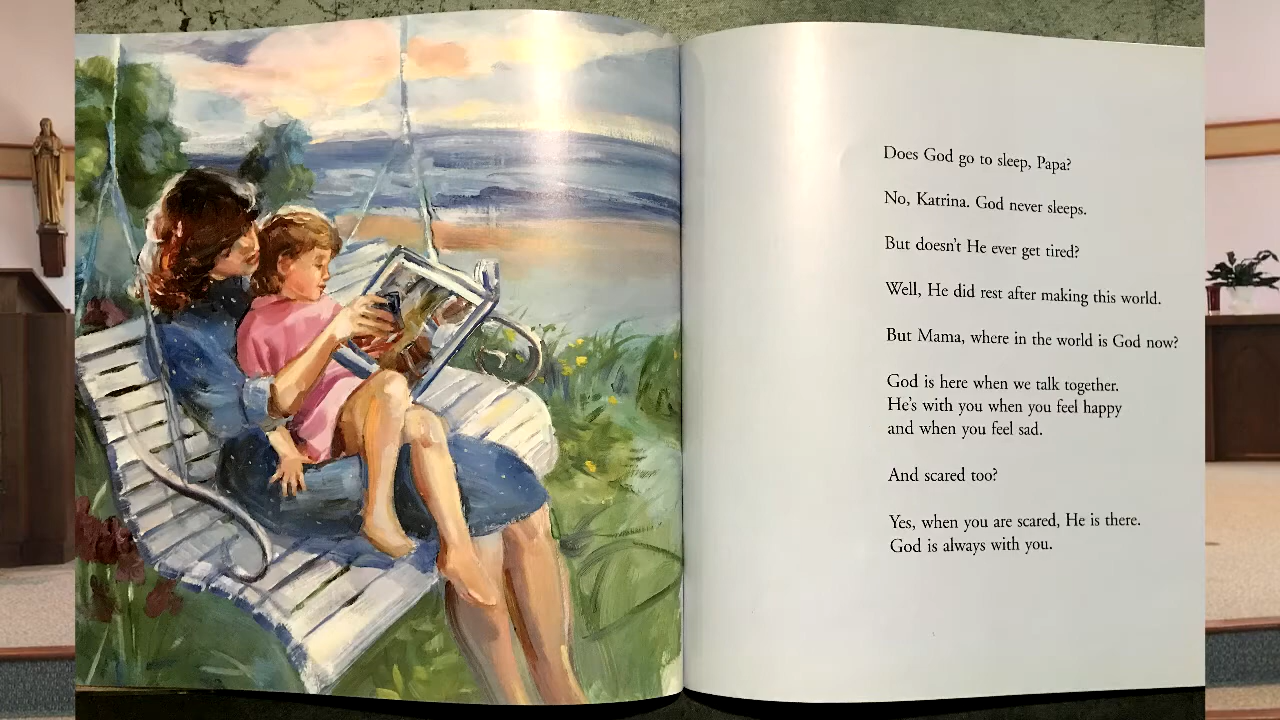 Does God go to sleep, Papa?
No, Katrina. God never sleeps.
But doesn't He ever get tired?
Well, He did rest after making this world.
But Mama, where in the world is God now?
God is here when we talk together.
He's with you when you feel happy
and when you feel sad.
And scared too?
Yes, when you are scared, He is there.
God is always with you.